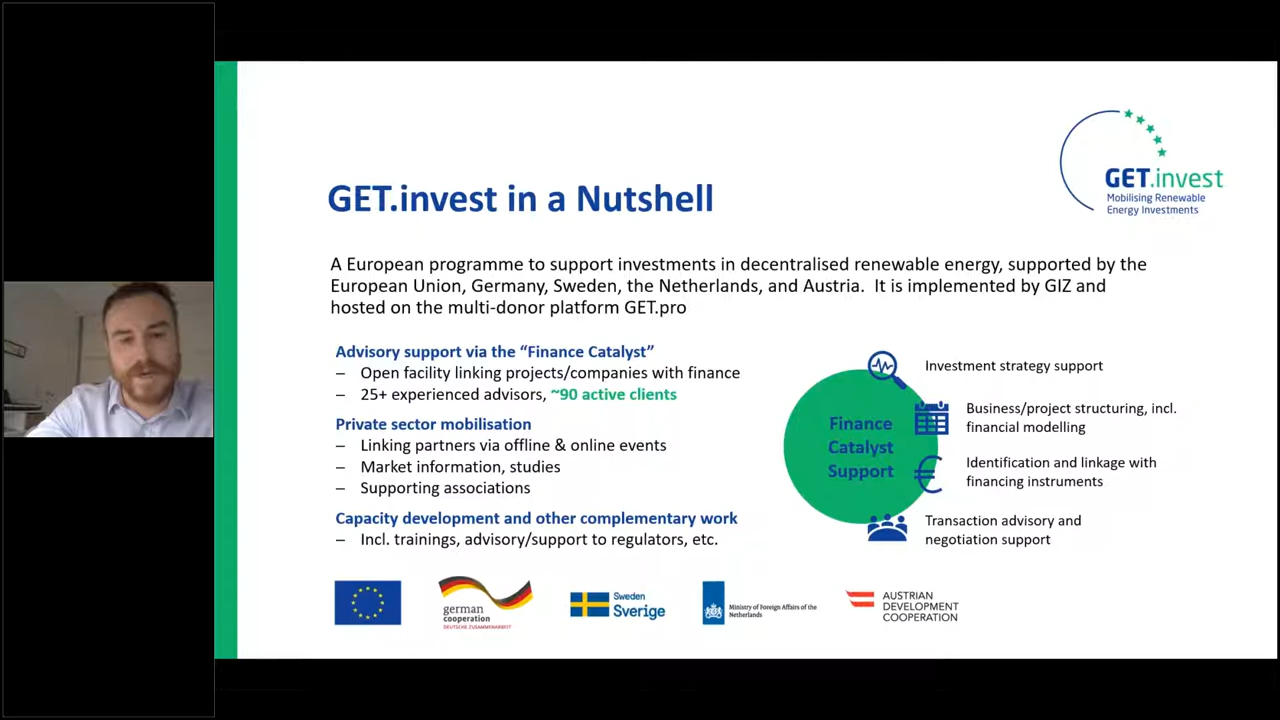 GET.invest
Mobilising Renewable
Energy Investments
GET.invest in a Nutshell
A European programme to support investments in decentralised renewable energy, supported by the
European Union, Germany, Sweden, the Netherlands, and Austria. It is implemented by GIZ and
hosted on the multi-donor platform GET.pro
Advisory support via the “Finance Catalyst”
– Open facility linking projects/companies with finance
– 25+ experienced advisors, ~90 active clients
Private sector mobilisation
– Linking partners via offline & online events
– Market information, studies
– Supporting associations
Capacity development and other complementary work
– Incl. trainings, advisory/support to regulators, etc.
Finance
Catalyst
Support
Investment strategy support
Business/project structuring, incl.
financial modelling
Identification and linkage with
financing instruments
Transaction advisory and
negotiation support
german
cooperation
DEUTSCHE ZUSAMMENARBEIT
Sweden
Sverige
Ministry of Foreign Affairs of the
Netherlands
AUSTRIAN
DEVELOPMENT
COOPERATION